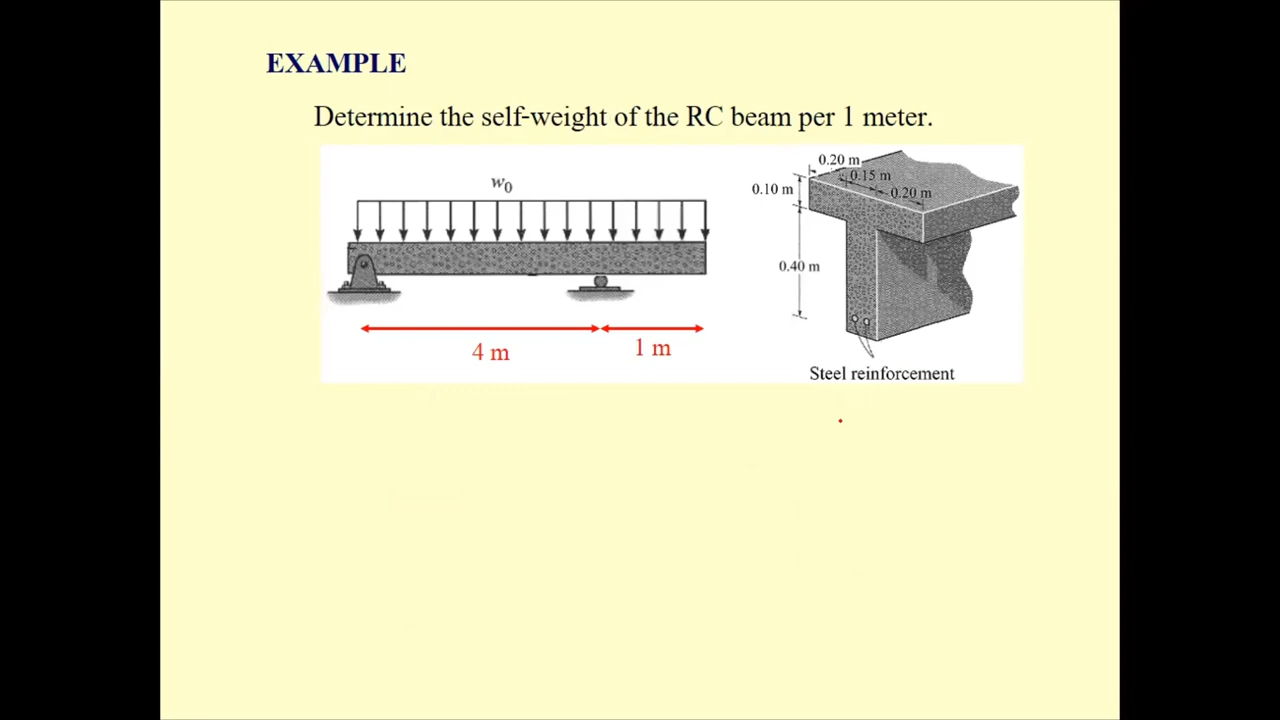 EXAMPLE
Determine the self-weight of the RC beam per 1 meter.
w0
4 m
1 m
0.20 m
0.15 m
0.20 m
0.10 m
0.40 m
Steel reinforcement